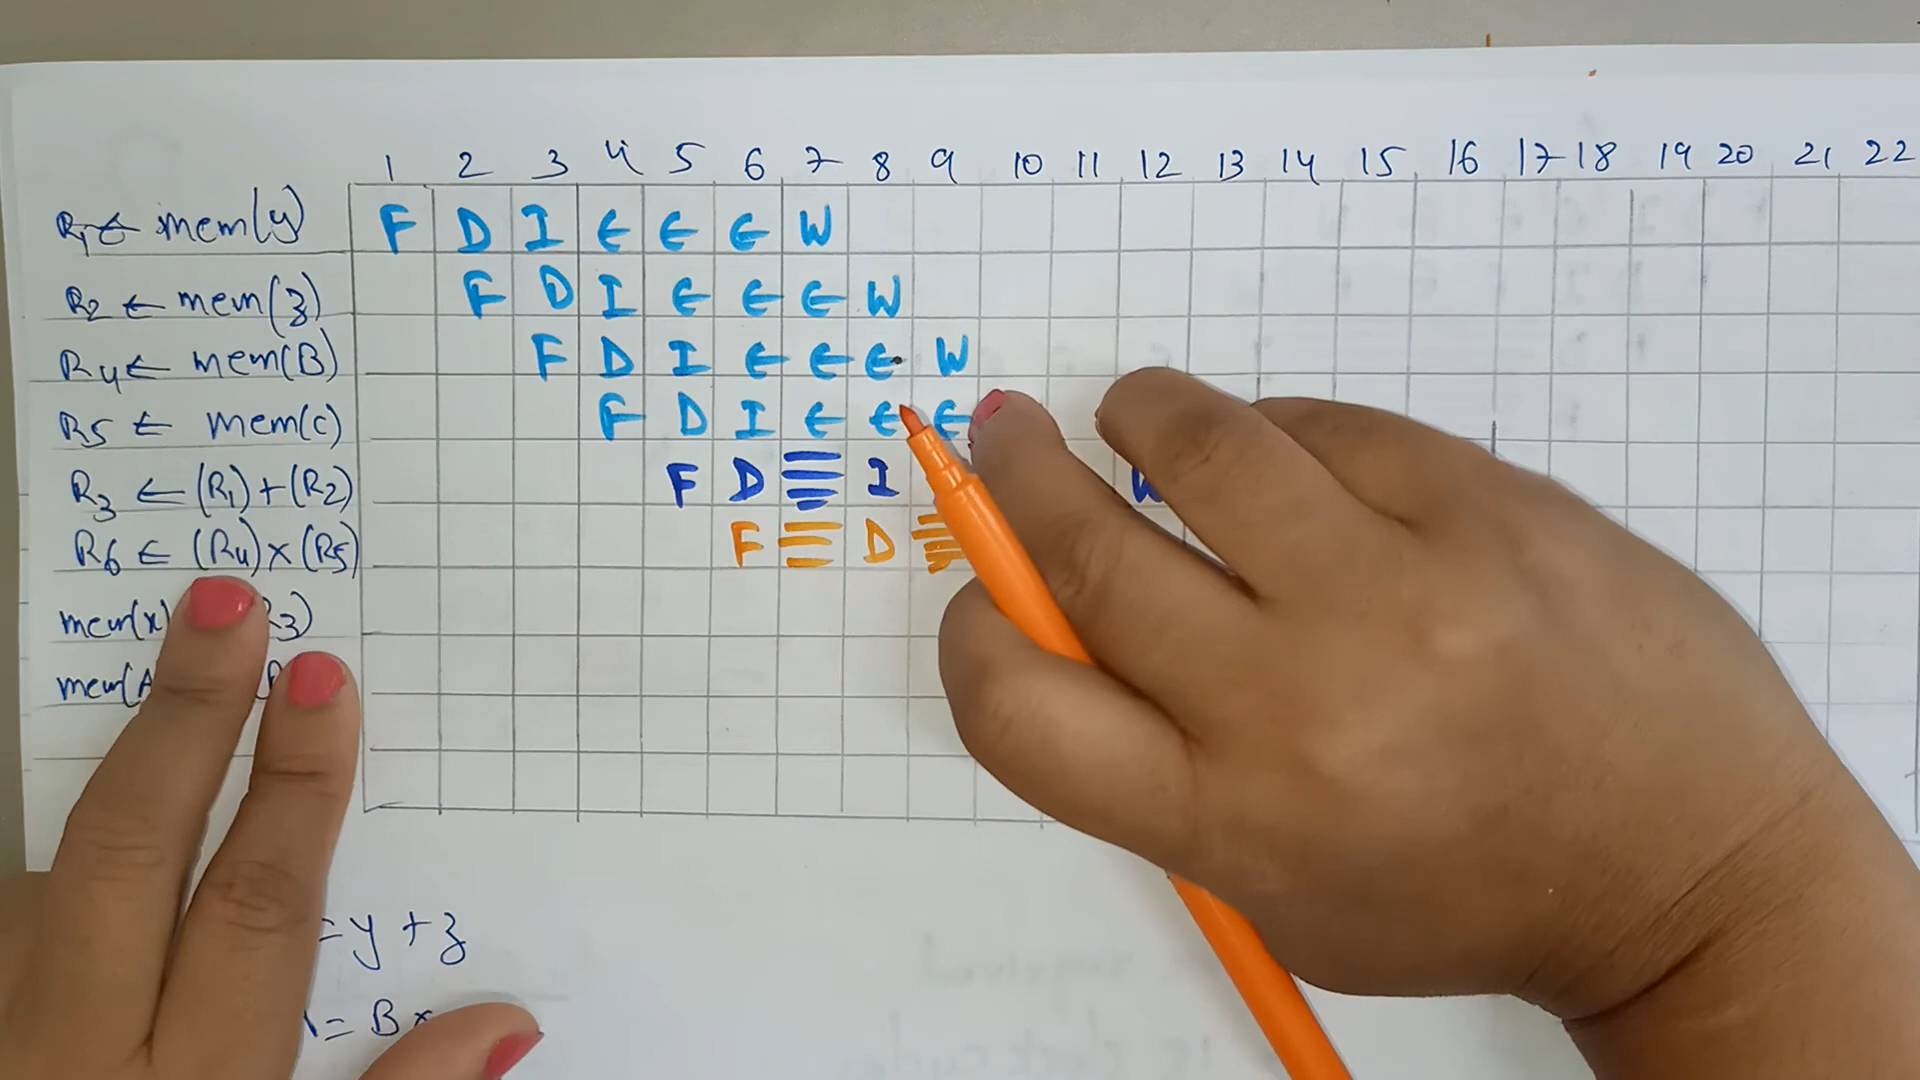 1 2 3 4 5 6 7 8 9 10 11 12 13 14 15 16 17 18 19 20 21 22
R1 ← mem(y) F D I E E E W
R2 ← mem(z) F D I E E E W
R4 ← mem(B) F D I E E E W
R5 ← mem(c) F D I E E E
R3 ← (R1) + (R2) F D I W
R6 ← (R4) × (R5) F D
mem(x) R3)
mem(A
= y + z
= B ×